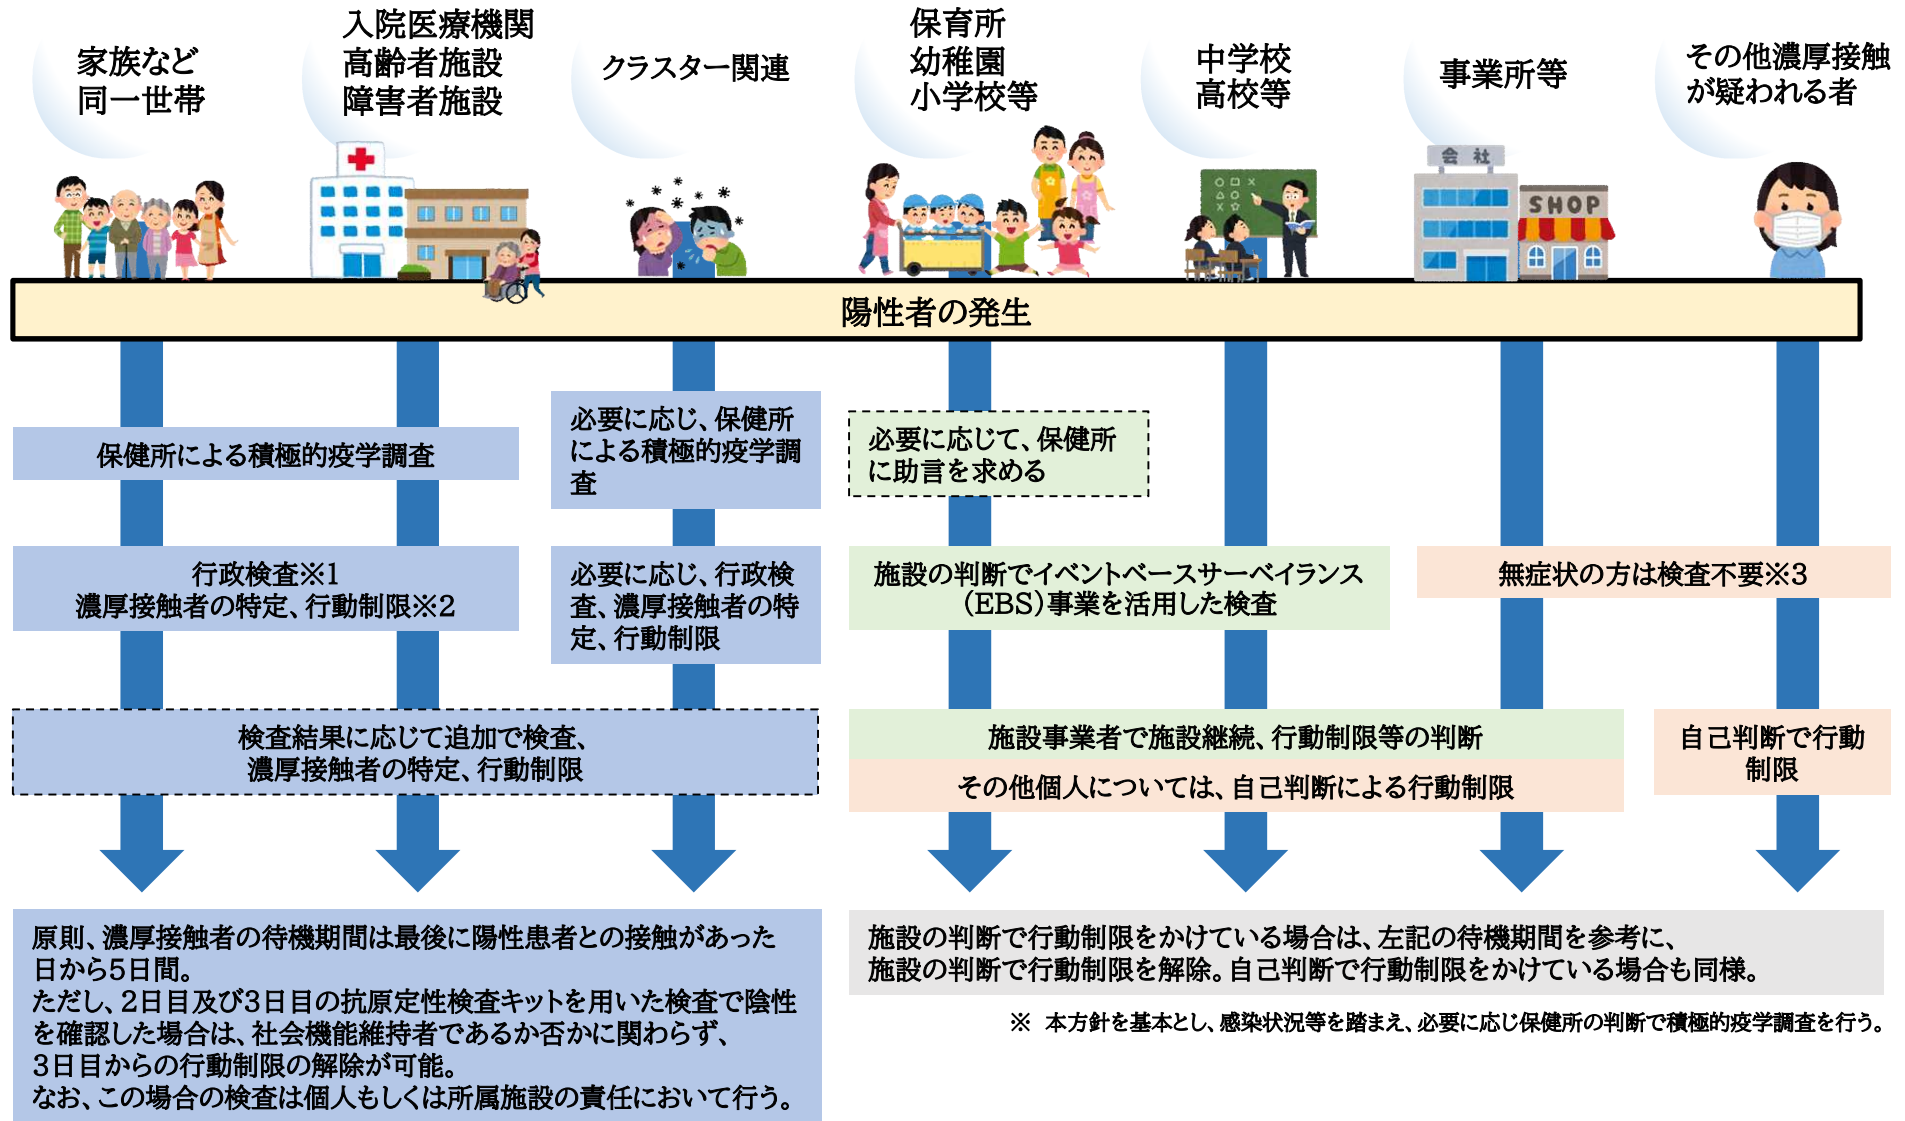 家族など
同一世帯
入院医療機関
高齢者施設
障害者施設
クラスター関連
保育所
幼稚園
小学校等
中学校
高校等
事業所等
その他濃厚接触
が疑われる者
会 社
SHOP
陽性者の発生
保健所による積極的疫学調査
必要に応じ、保健所
による積極的疫学調
査
必要に応じて、保健所
に助言を求める
行政検査※1
濃厚接触者の特定、行動制限※2
必要に応じ、行政検
査、濃厚接触者の特
定、行動制限
施設の判断でイベントベースサーベイランス
（EBS）事業を活用した検査
無症状の方は検査不要※3
検査結果に応じて追加で検査、
濃厚接触者の特定、行動制限
施設事業者で施設継続、行動制限等の判断
その他個人については、自己判断による行動制限
自己判断で行動
制限
原則、濃厚接触者の待機期間は最後に陽性患者との接触があった
日から5日間。
ただし、2日目及び3日目の抗原定性検査キットを用いた検査で陰性
を確認した場合は、社会機能維持者であるか否かに関わらず、
3日目からの行動制限の解除が可能。
なお、この場合の検査は個人もしくは所属施設の責任において行う。
施設の判断で行動制限をかけている場合は、左記の待機期間を参考に、
施設の判断で行動制限を解除。自己判断で行動制限をかけている場合も同様。
※ 本方針を基本とし、感染状況等を踏まえ、必要に応じ保健所の判断で積極的疫学調査を行う。